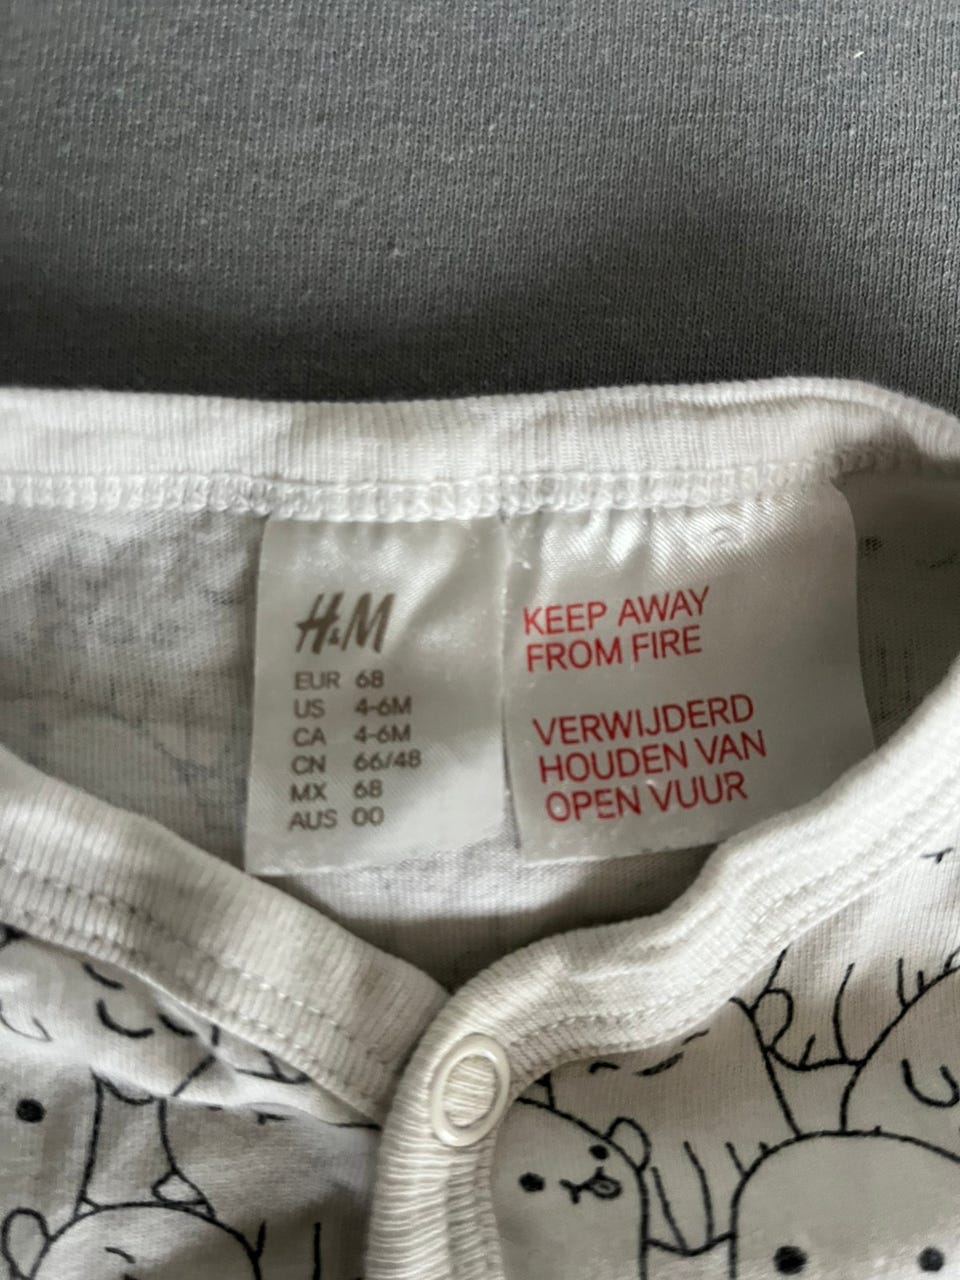 H&M
EUR 68
US 4-6M
CA 4-6M
CN 66/48
MX 68
AUS 00
KEEP AWAY
FROM FIRE
VERWIJDERD
HOUDEN VAN
OPEN VUUR